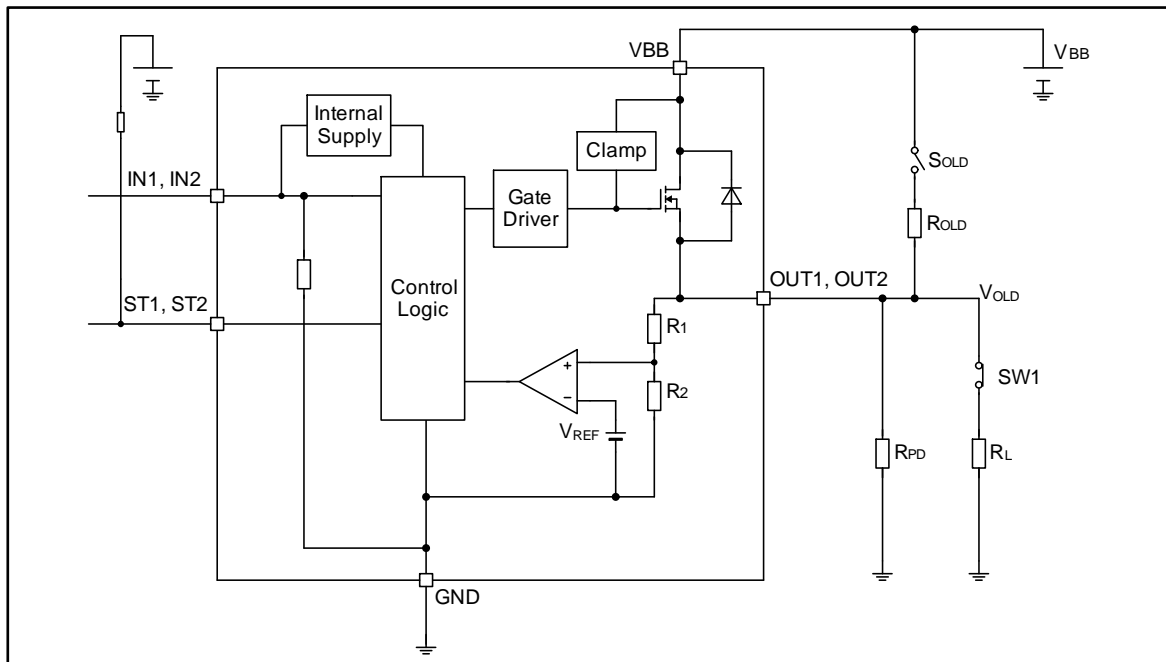 VBB
VBB
Internal
Supply
Clamp
SOLD
IN1, IN2
Gate
Driver
ROLD
OUT1, OUT2
VOLD
ST1, ST2
Control
Logic
R1
SW1
+
−
R2
VREF
RPD
RL
GND